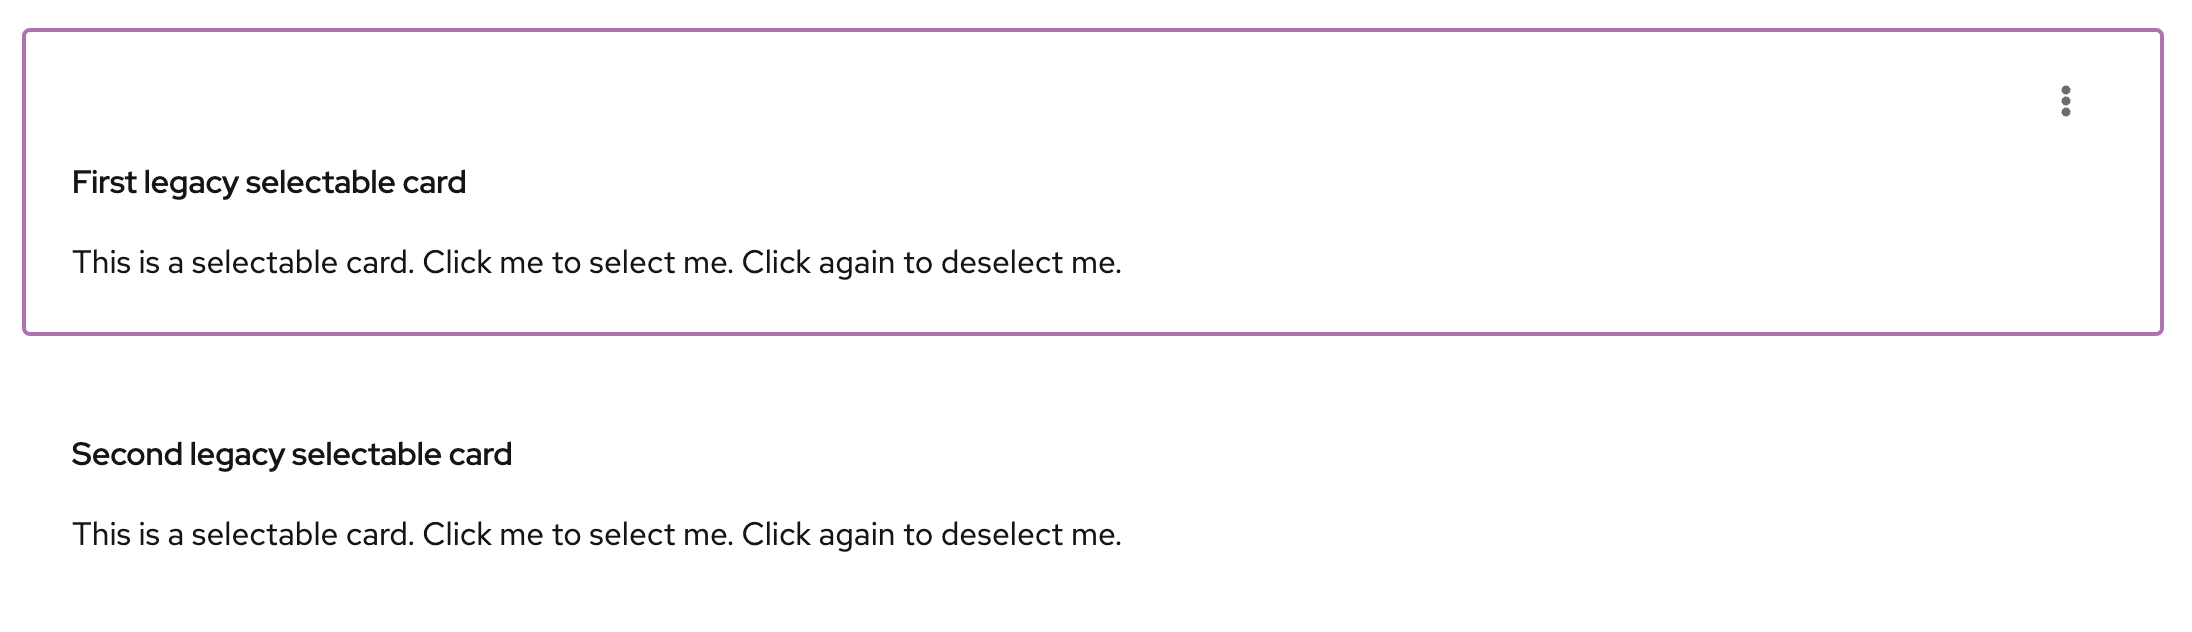 First legacy selectable card
This is a selectable card. Click me to select me. Click again to deselect me.
Second legacy selectable card
This is a selectable card. Click me to select me. Click again to deselect me.